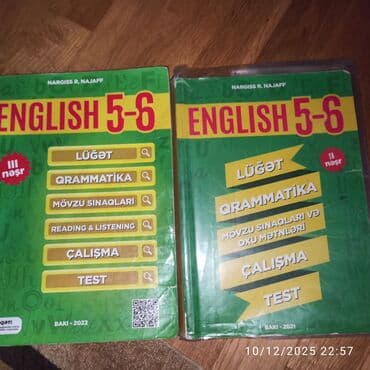 NARGISS R. NAJAFF
ENGLISH 5-6
III
nəşr
LÜĞƏT
QRAMMATİKA
MÖVZU SINAQLARI
READING & LISTENING
ÇALIŞMA
TEST
BAKI - 2022
NARGISS R. NAJAFF
ENGLISH 5-6
II
nəşr
LÜĞƏT
QRAMMATİKA
MÖVZU SINAQLARI VƏ
OXU MƏTNLƏRİ
ÇALIŞMA
TEST
BAKI - 2021
10/12/2025 22:57